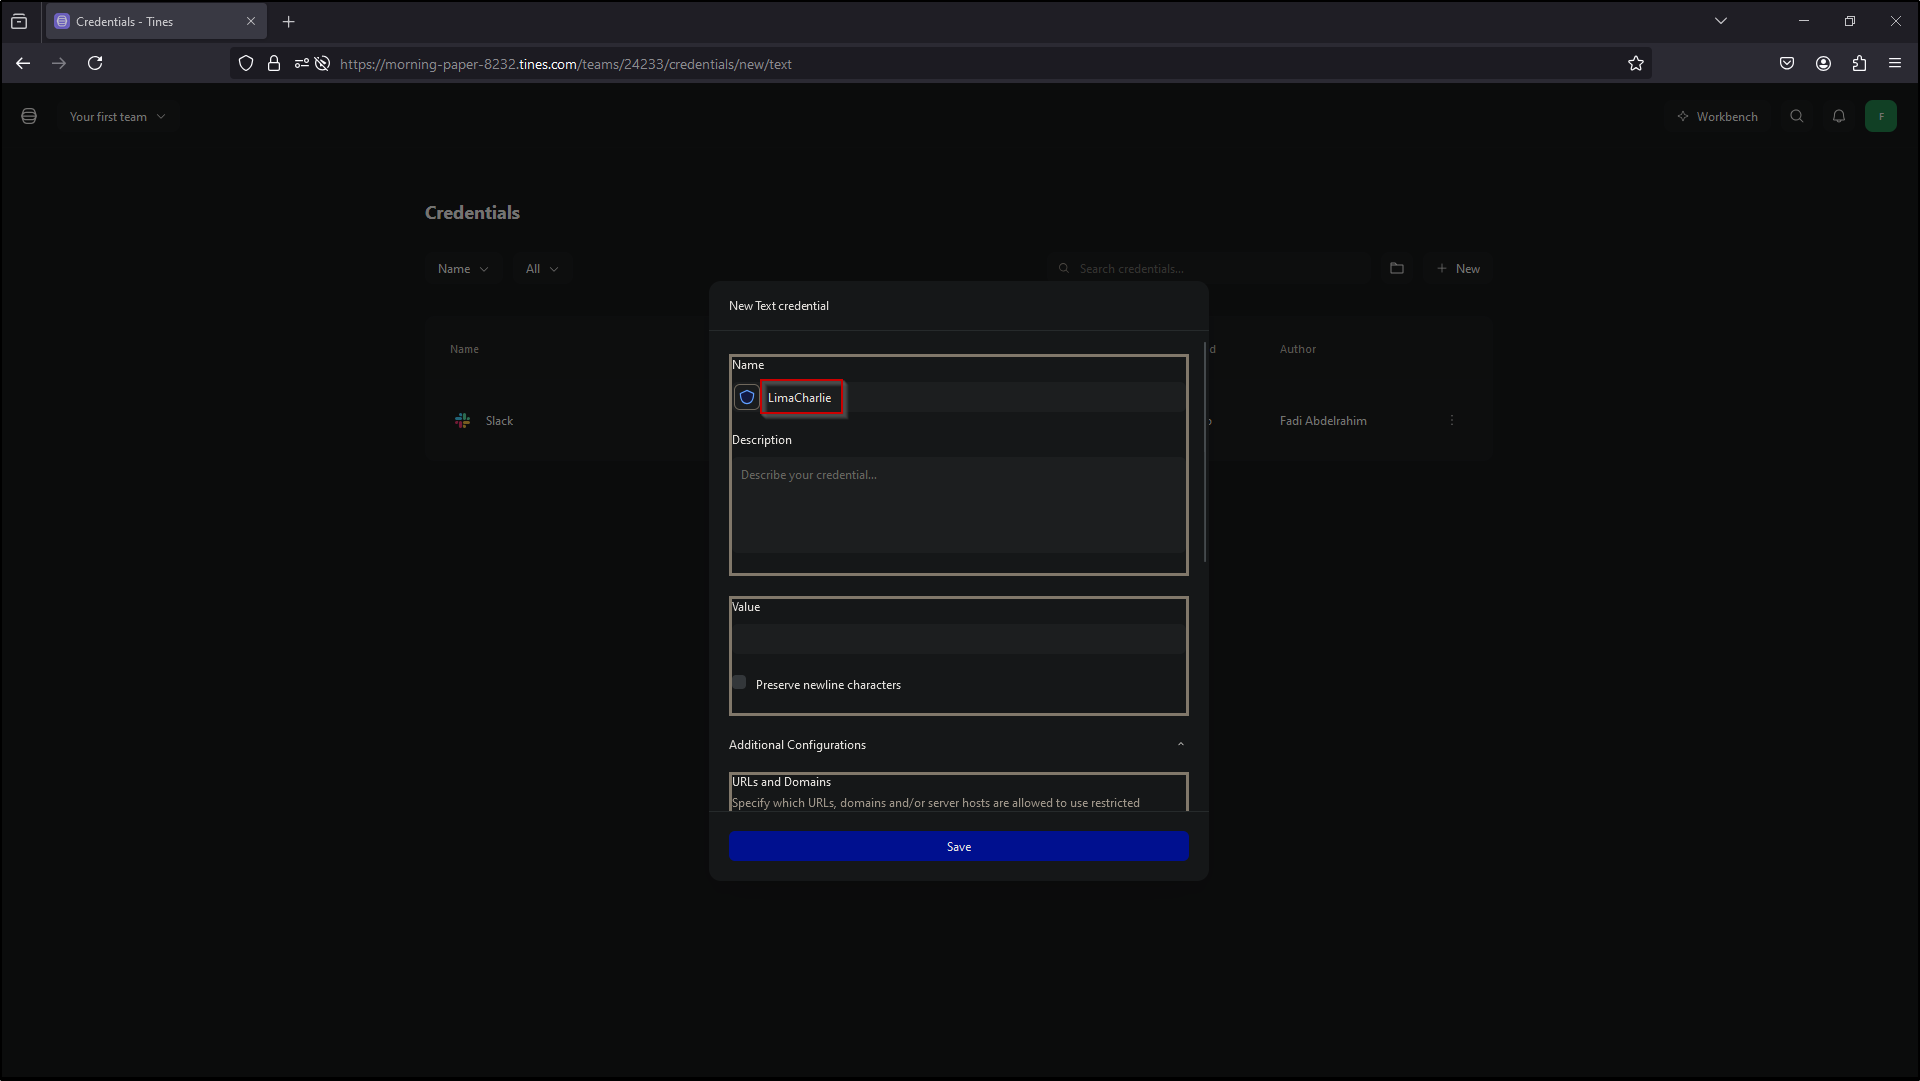 Credentials - Tines
https://morning-paper-8232.tines.com/teams/24233/credentials/new/text
Your first team
Workbench
F
Credentials
Name
All
Search credentials...
New
New Text credential
Name
Author
Name
LimaCharlie
Slack
Fadi Abdelrahim
Description
Describe your credential...
Value
Preserve newline characters
Additional Configurations
URLs and Domains
Specify which URLs, domains and/or server hosts are allowed to use restricted
Save